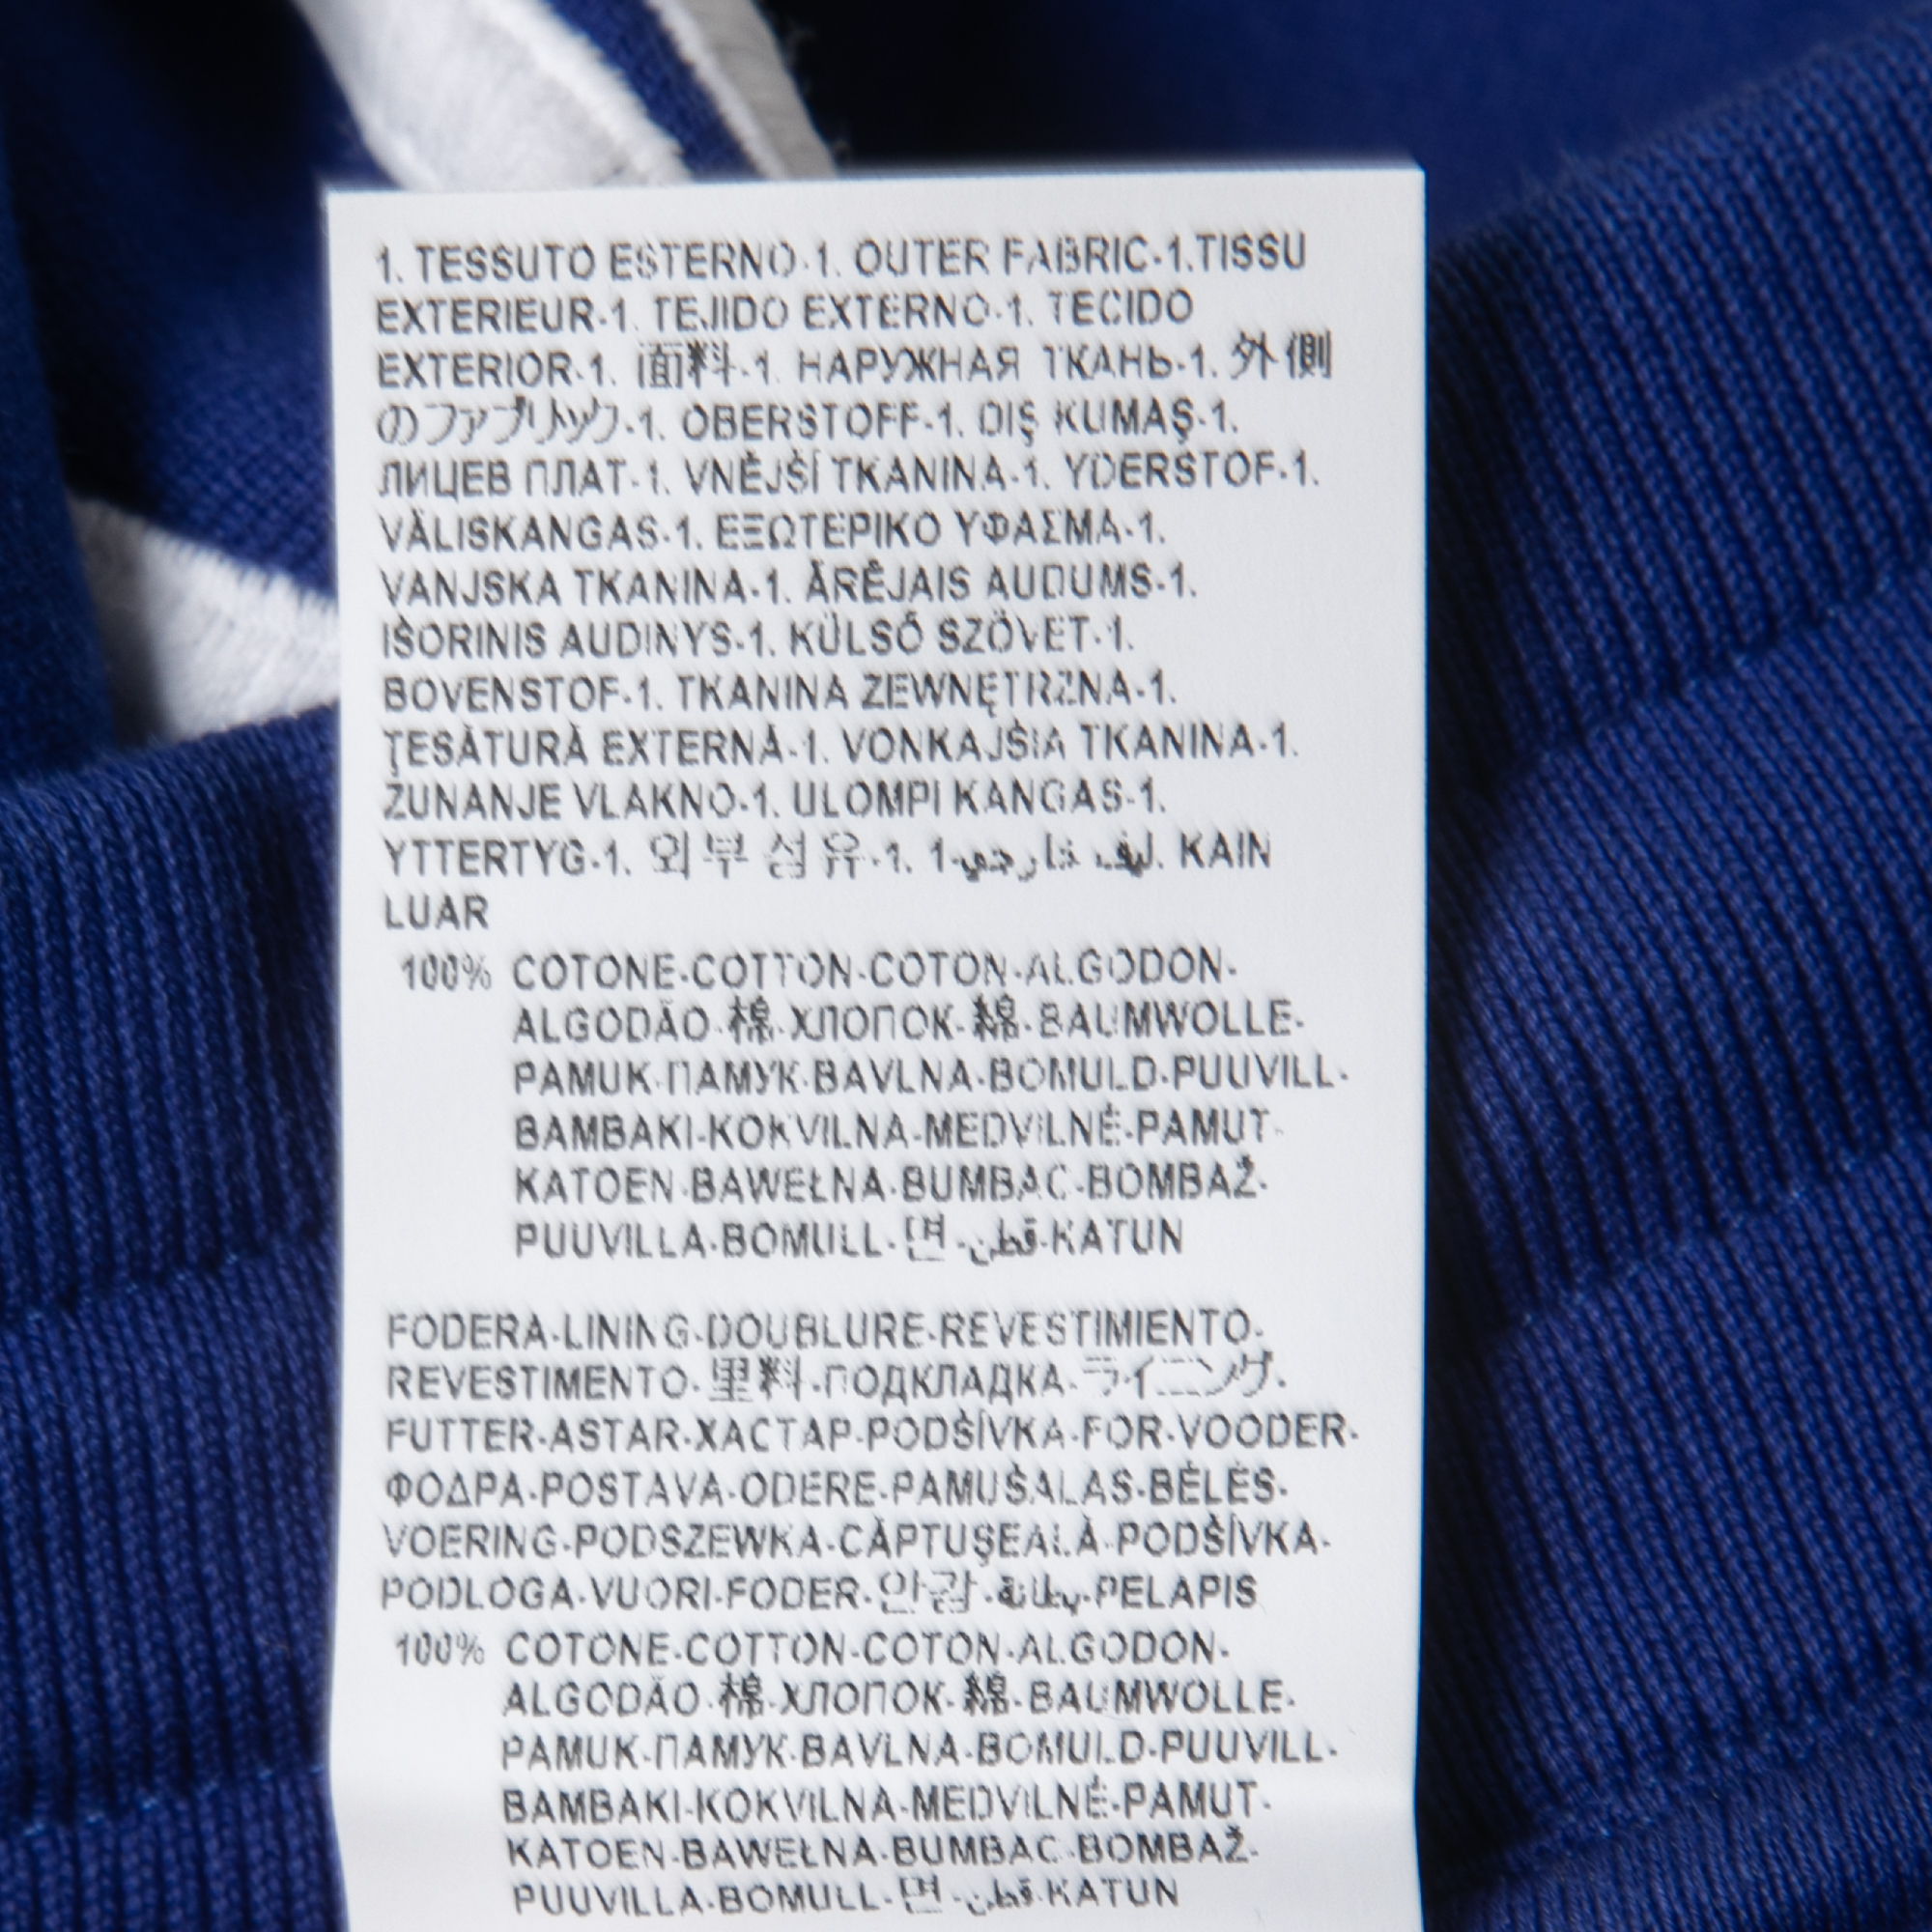 1. TESSUTO ESTERNO-1. OUTER FABRIC-1.TISSU
EXTERIEUR-1. TEJIDO EXTERNO-1. TECIDO
EXTERIOR-1. 面料-1. НАРУЖНАЯ ТКАНЬ-1. 外側
のファブリック-1. OBERSTOFF-1. DIŞ KUMAŞ-1.
ЛИЦЕВ ПЛАТ-1. VNĚJŠÍ TKANINA-1. YDERSTOF-1.
VÄLISKANGAS-1. ΕΞΩΤΕΡΙΚΟ ΥΦΑΣΜΑ-1.
VANJSKA TKANINA-1. ĀRĒJAIS AUDUMS-1.
IŠORINIS AUDINYS-1. KÜLSŐ SZÖVET-1.
BOVENSTOF-1. TKANINA ZEWNĘTRZNA-1.
ŢESĂTURĂ EXTERNĂ-1. VONKAJŠIA TKANINA-1.
ZUNANJE VLAKNO-1. ULOMPI KANGAS-1.
YTTERTYG-1. 외부 섬유-1. ليف خارجي-1. KAIN
LUAR
100% COTONE-COTTON-COTON-ALGODON-
ALGODÃO-棉-ХЛОПОК-綿-BAUMWOLLE-
PAMUK-ПАМУК-BAVLNA-BOMULD-PUUVILL-
BAMBAKI-KOKVILNA-MEDVILNĖ-PAMUT-
KATOEN-BAWEŁNA-BUMBAC-BOMBAŽ-
PUUVILLA-BOMULL-면-قطن-KATUN
FODERA-LINING-DOUBLURE-REVESTIMIENTO-
REVESTIMENTO-里料-ПОДКЛАДКА-ライニング-
FUTTER-ASTAR-ХАСТАР-PODŠÍVKA-FOR-VOODER-
ΦΟΔΡΑ-POSTAVA-ODERE-PAMUŠALAS-BÉLÉS-
VOERING-PODSZEWKA-CĂPTUŞEALĂ-PODŠÍVKA-
PODLOGA-VUORI-FODER-안감-بطانة-PELAPIS
100% COTONE-COTTON-COTON-ALGODON-
ALGODÃO-棉-ХЛОПОК-綿-BAUMWOLLE-
PAMUK-ПАМУК-BAVLNA-BOMULD-PUUVILL-
BAMBAKI-KOKVILNA-MEDVILNĖ-PAMUT-
KATOEN-BAWEŁNA-BUMBAC-BOMBAŽ-
PUUVILLA-BOMULL-면-قطن-KATUN